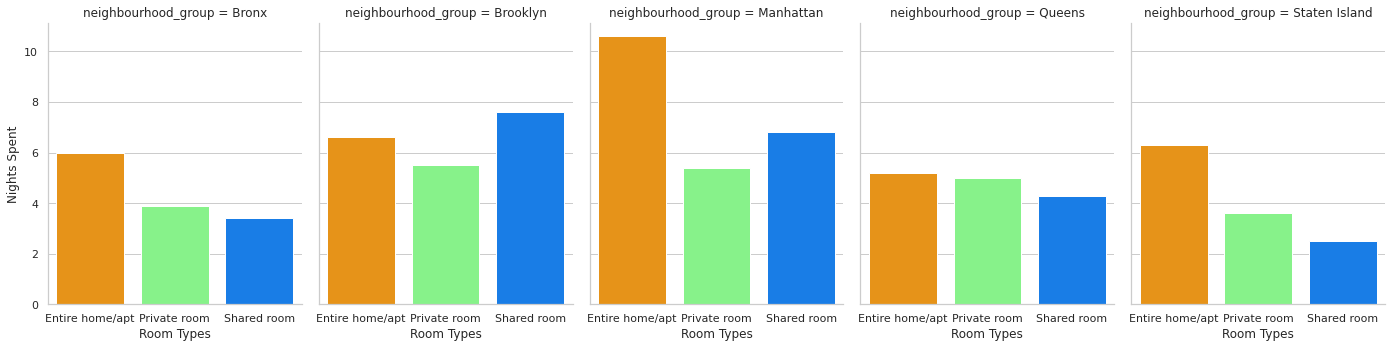 neighbourhood_group = Bronx
neighbourhood_group = Brooklyn
neighbourhood_group = Manhattan
neighbourhood_group = Queens
neighbourhood_group = Staten Island
Nights Spent
10
8
6
4
2
0
Entire home/apt Private room Shared room
Room Types
Entire home/apt Private room Shared room
Room Types
Entire home/apt Private room Shared room
Room Types
Entire home/apt Private room Shared room
Room Types
Entire home/apt Private room Shared room
Room Types